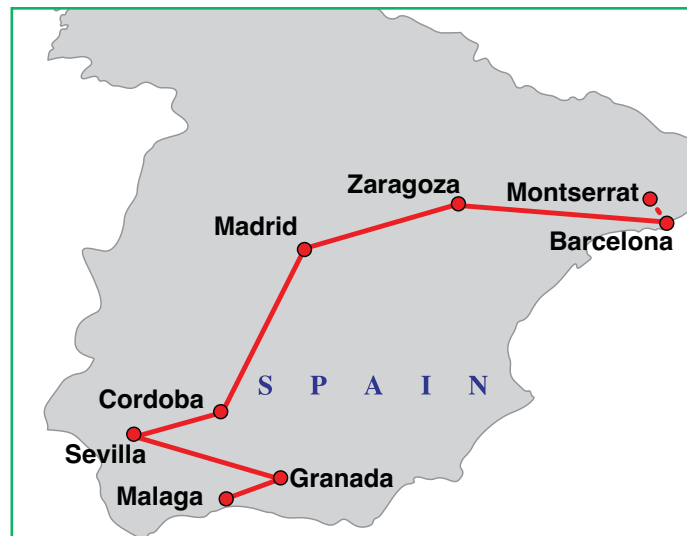 Zaragoza
Montserrat
Madrid
Barcelona
S P A I N
Cordoba
Sevilla
Granada
Malaga